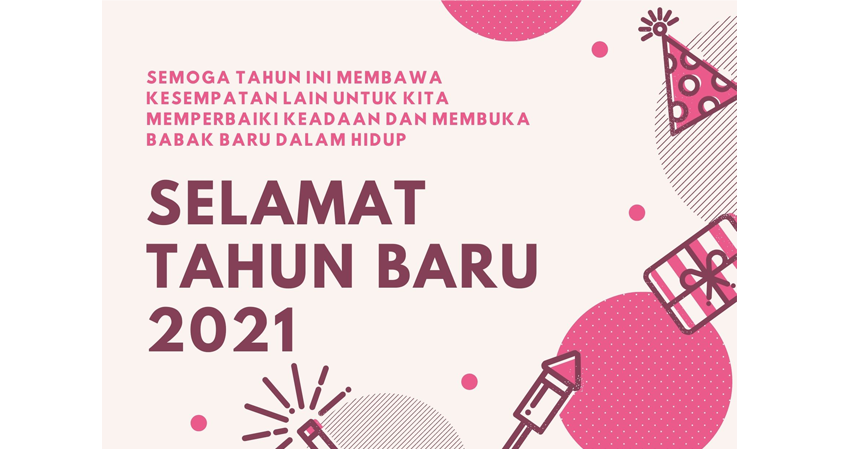 SEMOGA TAHUN INI MEMBAWA
KESEMPATAN LAIN UNTUK KITA
MEMPERBAIKI KEADAAN DAN MEMBUKA
BABAK BARU DALAM HIDUP
SELAMAT
TAHUN BARU
2021